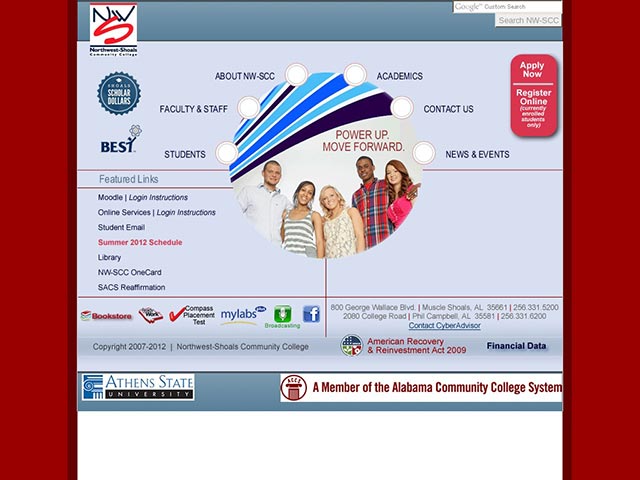 NW
S
Northwest-Shoals
Community College
Google™ Custom Search
Search NW-SCC
SHOALS
SCHOLAR
DOLLARS
BEST
ABOUT NW-SCC
ACADEMICS
FACULTY & STAFF
CONTACT US
STUDENTS
NEWS & EVENTS
POWER UP.
MOVE FORWARD.
Apply
Now
Register
Online
(currently
enrolled
students
only)
Featured Links
Moodle | Login Instructions
Online Services | Login Instructions
Student Email
Summer 2012 Schedule
Library
NW-SCC OneCard
SACS Reaffirmation
Bookstore
Work
Compass
Placement
Test
mylabsplus
Broadcasting
f
800 George Wallace Blvd. | Muscle Shoals, AL 35661 | 256.331.5200
2080 College Road | Phil Campbell, AL 35581 | 256.331.6200
Contact CyberAdvisor
Copyright 2007-2012 | Northwest-Shoals Community College
American Recovery
& Reinvestment Act 2009
Financial Data
ATHENS STATE
UNIVERSITY
ACCS
A Member of the Alabama Community College System